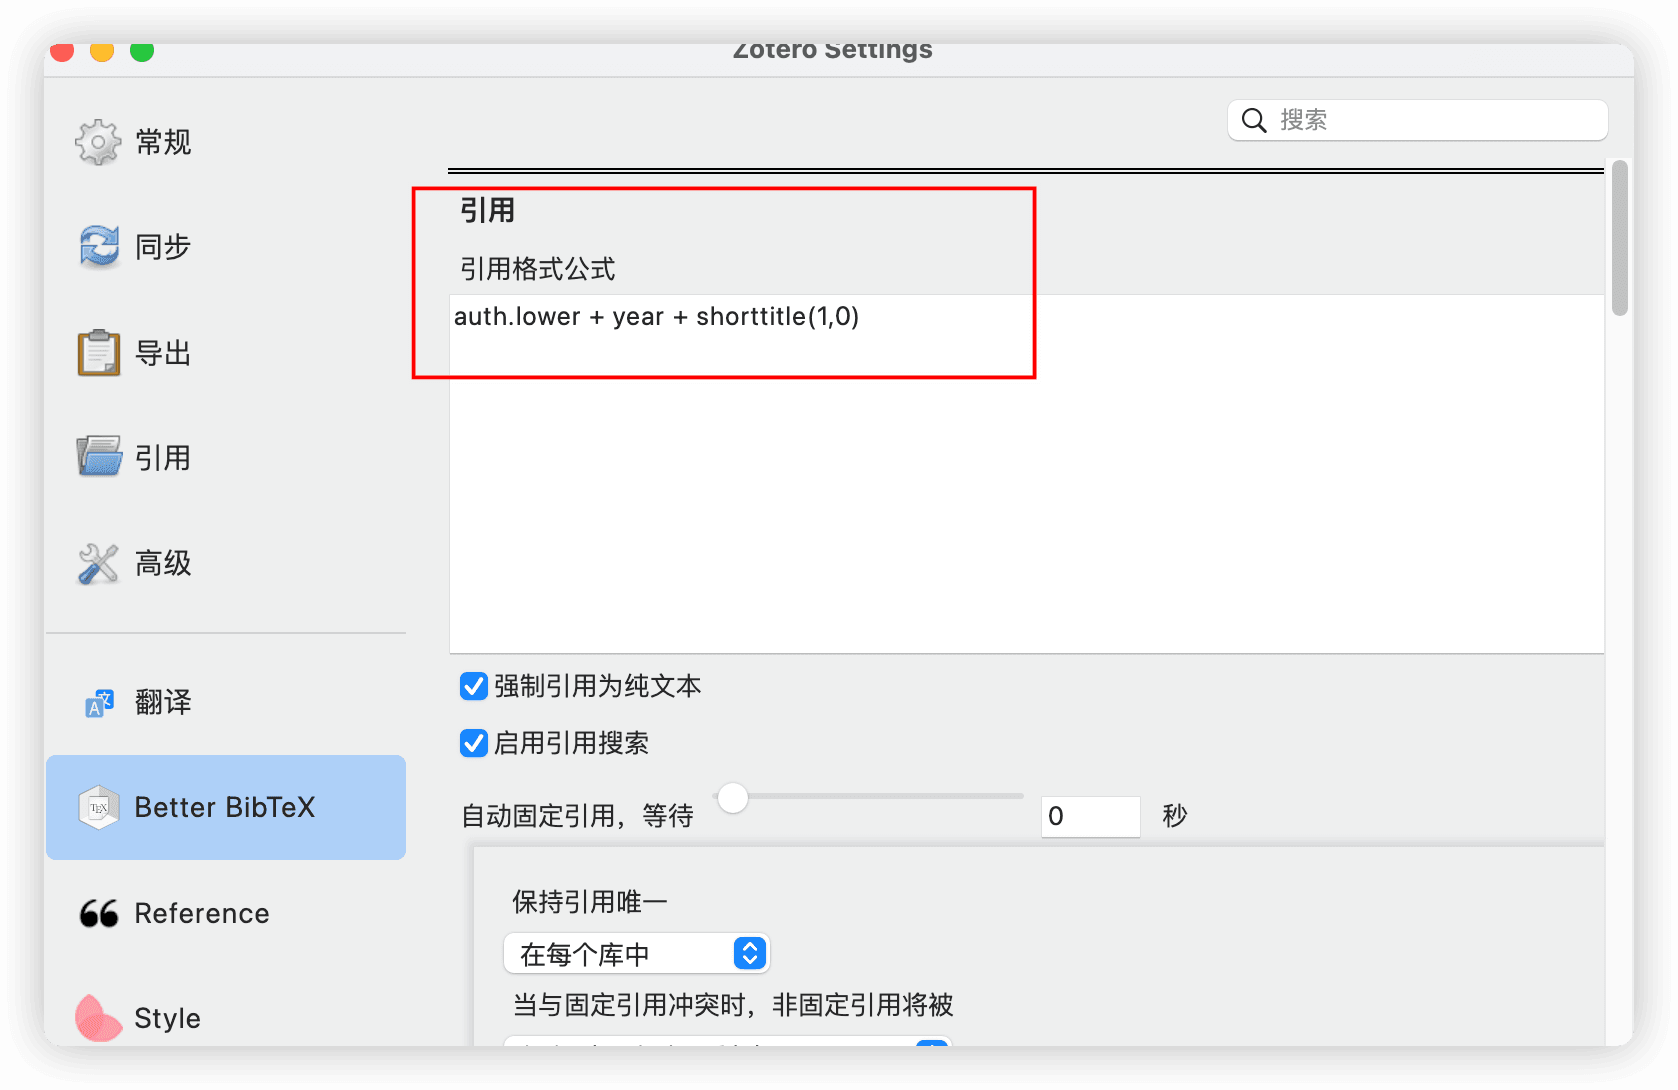 Zotero Settings
搜索
常规
同步
导出
引用
高级
翻译
Better BibTeX
Reference
Style
引用
引用格式公式
auth.lower + year + shorttitle(1,0)
强制引用为纯文本
启用引用搜索
自动固定引用，等待 0 秒
保持引用唯一
在每个库中
当与固定引用冲突时，非固定引用将被